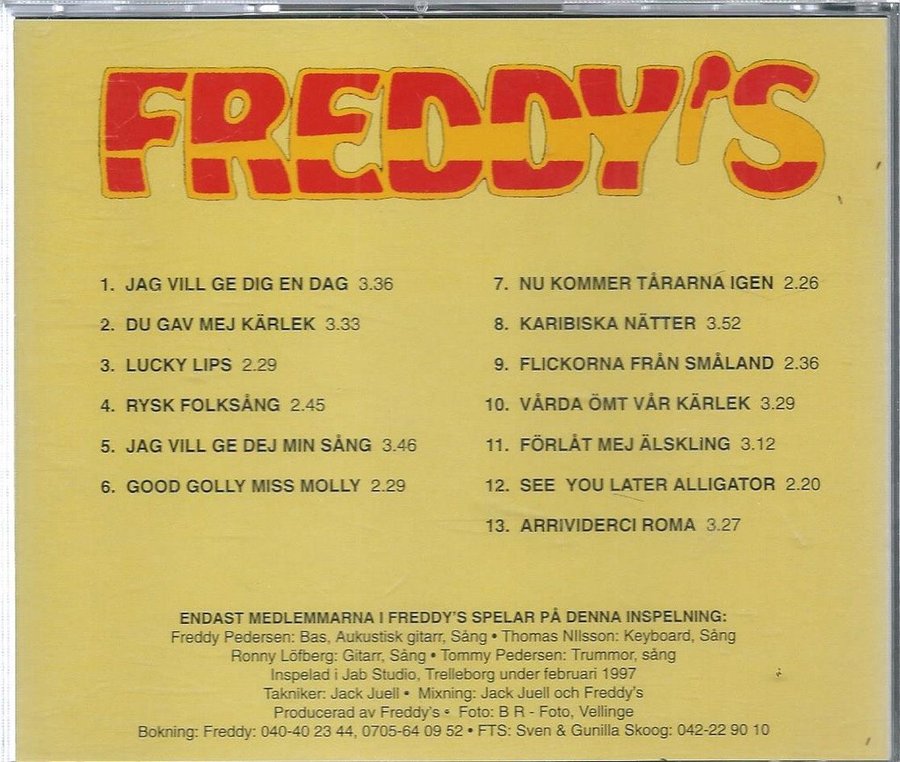 FREDDY'S
1. JAG VILL GE DIG EN DAG 3.36
2. DU GAV MEJ KÄRLEK 3.33
3. LUCKY LIPS 2.29
4. RYSK FOLKSÅNG 2.45
5. JAG VILL GE DEJ MIN SÅNG 3.46
6. GOOD GOLLY MISS MOLLY 2.29
7. NU KOMMER TÅRARNA IGEN 2.26
8. KARIBISKA NÄTTER 3.52
9. FLICKORNA FRÅN SMÅLAND 2.36
10. VÅRDA ÖMT VÅR KÄRLEK 3.29
11. FÖRLÅT MEJ ÄLSKLING 3.12
12. SEE YOU LATER ALLIGATOR 2.20
13. ARRIVIDERCI ROMA 3.27
ENDAST MEDLEMMARNA I FREDDY'S SPELAR PÅ DENNA INSPELNING:
Freddy Pedersen: Bas, Aukustisk gitarr, Sång • Thomas NIlsson: Keyboard, Sång
Ronny Löfberg: Gitarr, Sång • Tommy Pedersen: Trummor, sång
Inspelad i Jab Studio, Trelleborg under februari 1997
Takniker: Jack Juell • Mixning: Jack Juell och Freddy's
Producerad av Freddy's • Foto: B R - Foto, Vellinge
Bokning: Freddy: 040-40 23 44, 0705-64 09 52 • FTS: Sven & Gunilla Skoog: 042-22 90 10